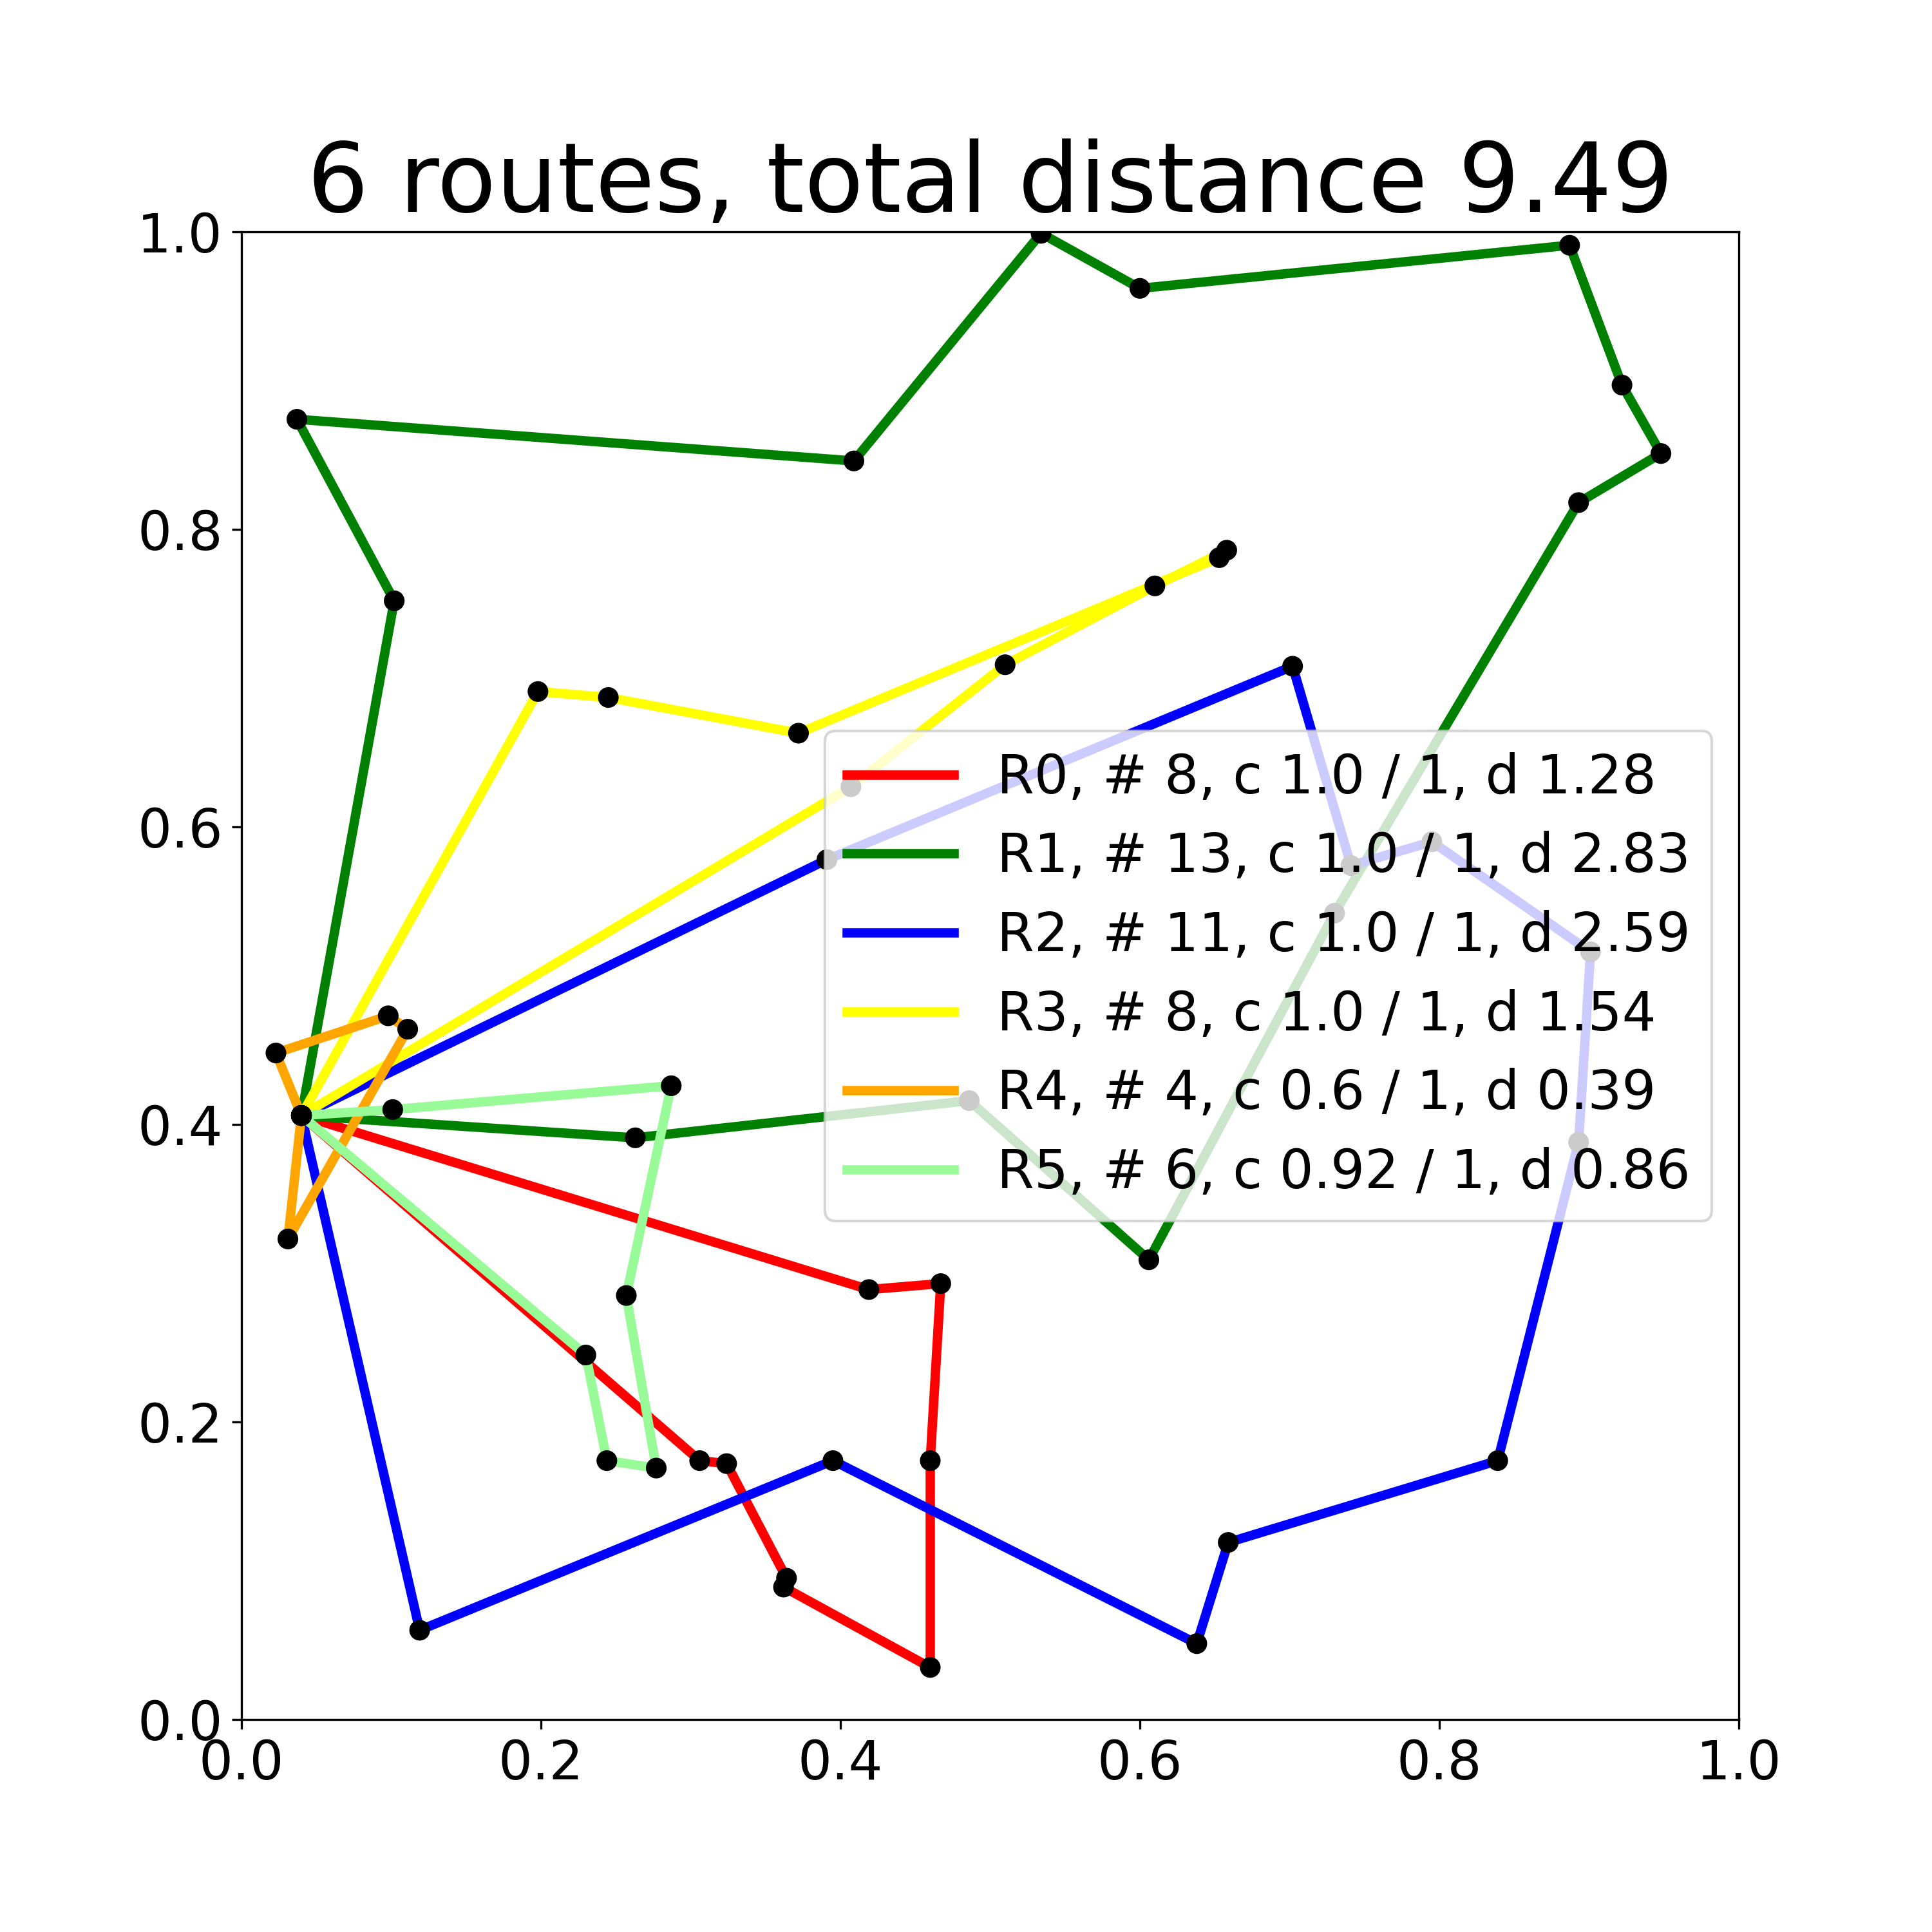 6 routes, total distance 9.49
1.0
0.8
0.6
0.4
0.2
0.0
R0, # 8, c 1.0 / 1, d 1.28
R1, # 13, c 1.0 / 1, d 2.83
R2, # 11, c 1.0 / 1, d 2.59
R3, # 8, c 1.0 / 1, d 1.54
R4, # 4, c 0.6 / 1, d 0.39
R5, # 6, c 0.92 / 1, d 0.86
0.0 0.2 0.4 0.6 0.8 1.0